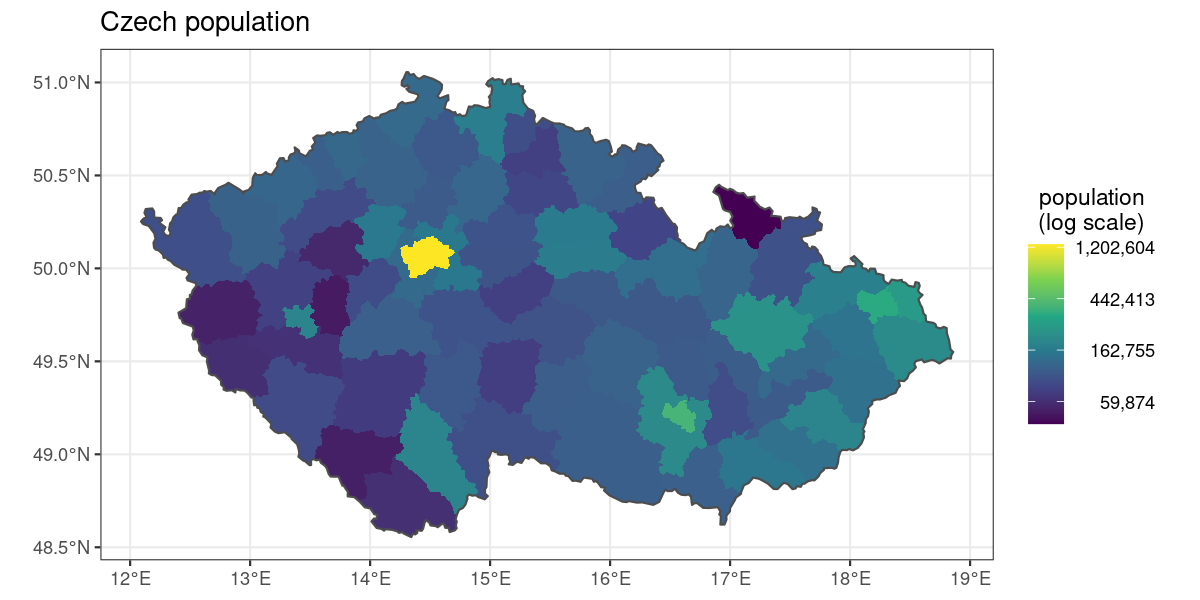 Czech population
51.0°N
50.5°N
50.0°N
49.5°N
49.0°N
48.5°N
12°E 13°E 14°E 15°E 16°E 17°E 18°E 19°E
population
(log scale)
1,202,604
442,413
162,755
59,874